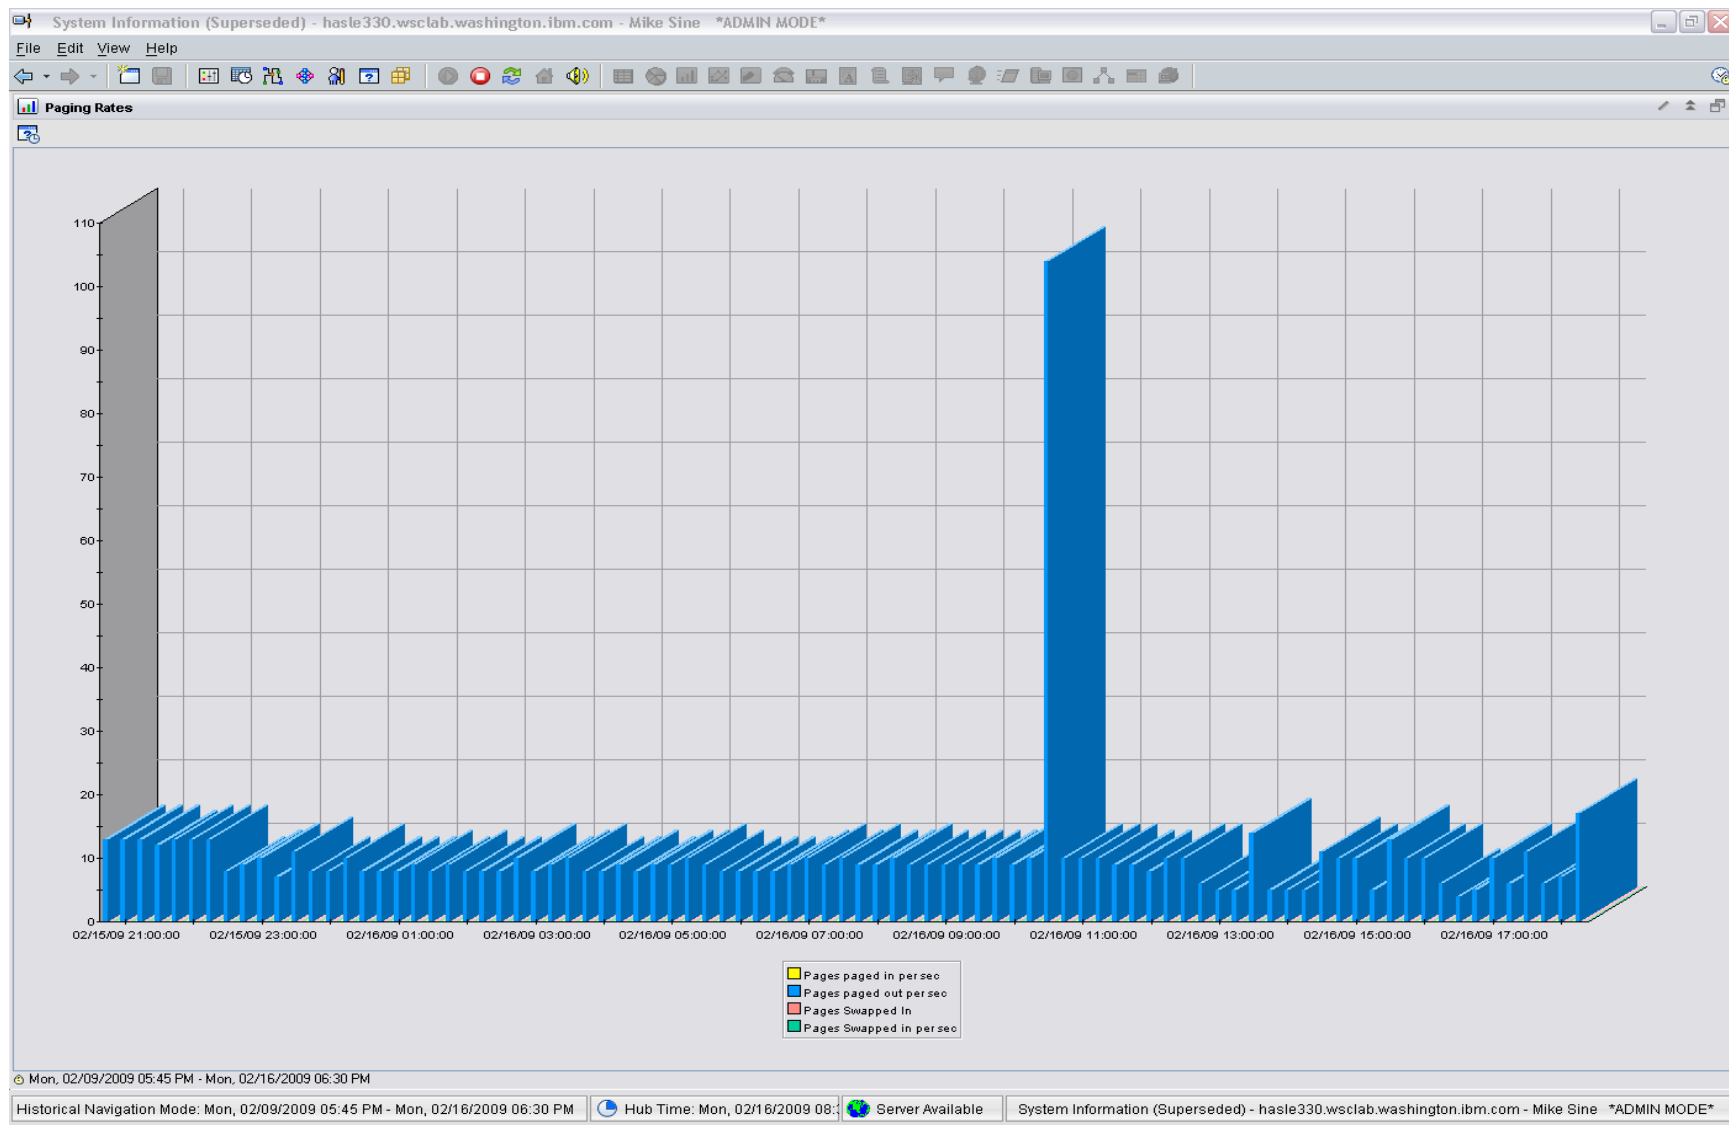 System Information (Superseded) - hasle330.wsclab.washington.ibm.com - Mike Sine *ADMIN MODE*
File Edit View Help
Paging Rates
110
100
90
80
70
60
50
40
30
20
10
0
02/15/09 21:00:00 02/15/09 23:00:00 02/16/09 01:00:00 02/16/09 03:00:00 02/16/09 05:00:00 02/16/09 07:00:00 02/16/09 09:00:00 02/16/09 11:00:00 02/16/09 13:00:00 02/16/09 15:00:00 02/16/09 17:00:00
Pages paged in per sec
Pages paged out per sec
Pages Swapped In
Pages Swapped in per sec
Mon, 02/09/2009 05:45 PM - Mon, 02/16/2009 06:30 PM
Historical Navigation Mode: Mon, 02/09/2009 05:45 PM - Mon, 02/16/2009 06:30 PM Hub Time: Mon, 02/16/2009 08: Server Available System Information (Superseded) - hasle330.wsclab.washington.ibm.com - Mike Sine *ADMIN MODE*